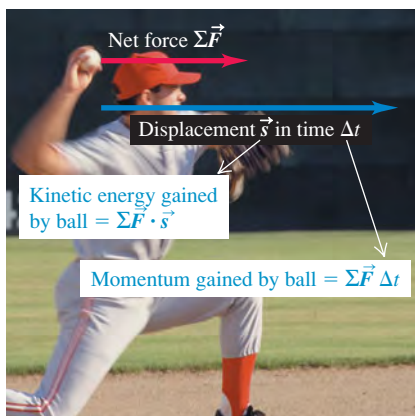 Net force ΣF⃗
Displacement s⃗ in time Δt
Kinetic energy gained
by ball = ΣF⃗ · s⃗
Momentum gained by ball = ΣF⃗ Δt